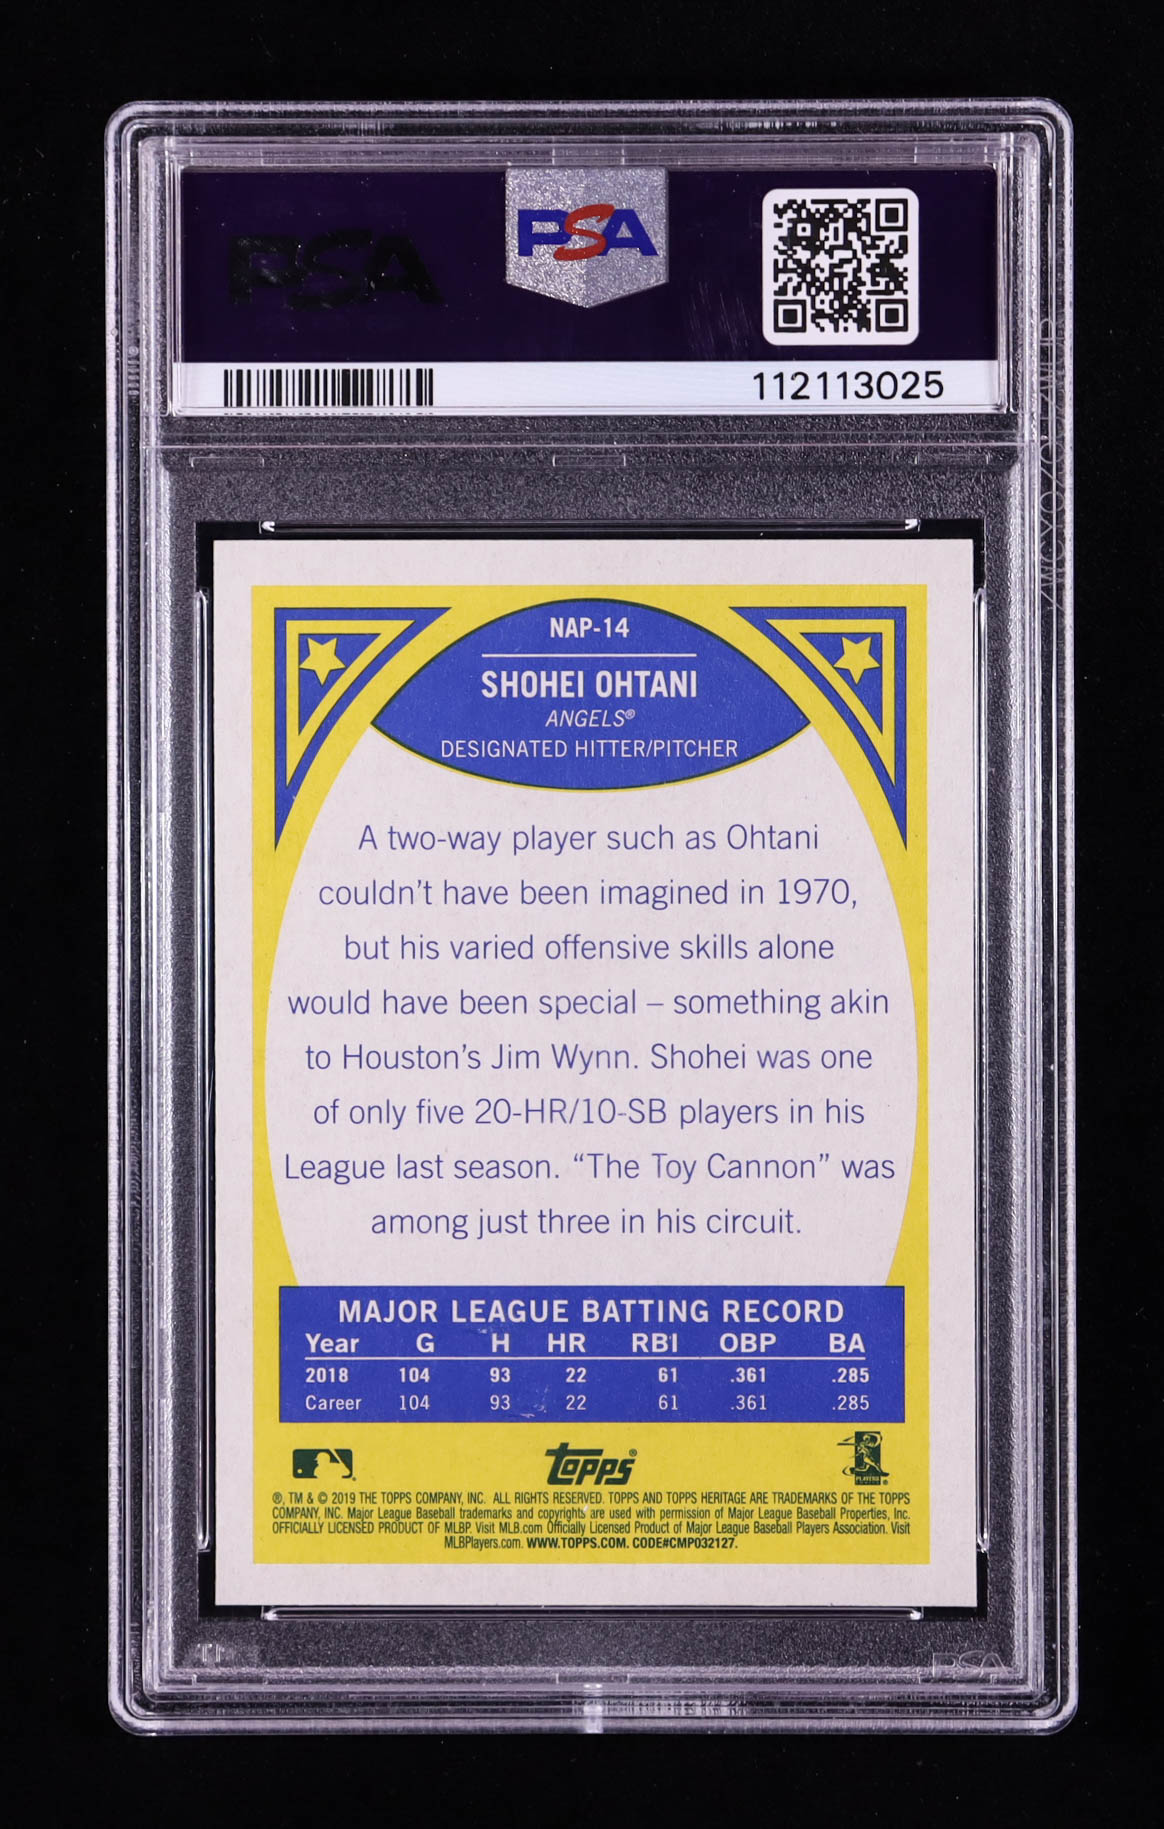 PSA
PSA
112113025
NAP-14
SHOHEI OHTANI
ANGELS®
DESIGNATED HITTER/PITCHER
A two-way player such as Ohtani
couldn't have been imagined in 1970,
but his varied offensive skills alone
would have been special – something akin
to Houston's Jim Wynn. Shohei was one
of only five 20-HR/10-SB players in his
League last season. “The Toy Cannon” was
among just three in his circuit.
MAJOR LEAGUE BATTING RECORD
Year G H HR RBI OBP BA
2018 104 93 22 61 .361 .285
Career 104 93 22 61 .361 .285
topps®
PLAYERS
®, TM & © 2019 THE TOPPS COMPANY, INC. ALL RIGHTS RESERVED. TOPPS AND TOPPS HERITAGE ARE TRADEMARKS OF THE TOPPS
COMPANY, INC. Major League Baseball trademarks and copyrights are used with permission of Major League Baseball Properties, Inc.
OFFICIALLY LICENSED PRODUCT OF MLBP. Visit MLB.com Officially Licensed Product of Major League Baseball Players Association. Visit
MLBPlayers.com. WWW.TOPPS.COM. CODE#CMP032127.
PSA